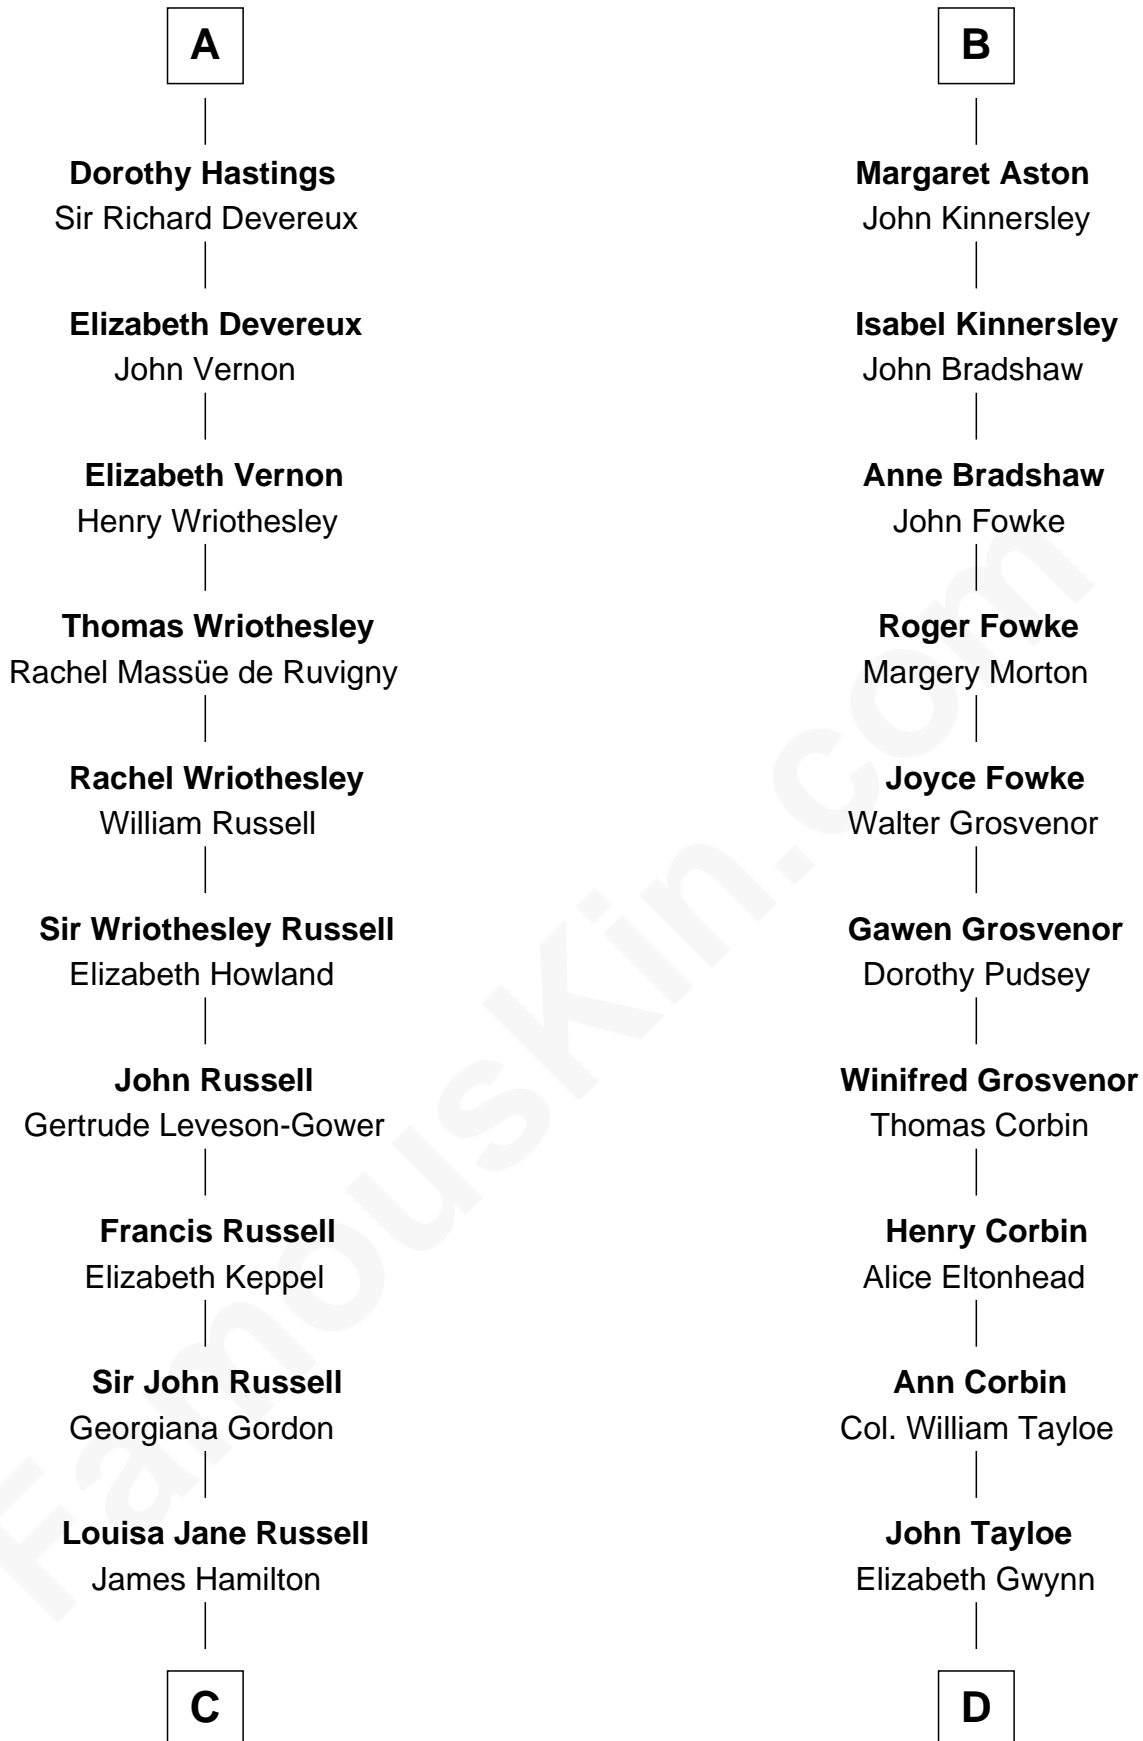 A
Dorothy Hastings
Sir Richard Devereux
Elizabeth Devereux
John Vernon
Elizabeth Vernon
Henry Wriothesley
Thomas Wriothesley
Rachel Massüe de Ruvigny
Rachel Wriothesley
William Russell
Sir Wriothesley Russell
Elizabeth Howland
John Russell
Gertrude Leveson-Gower
Francis Russell
Elizabeth Keppel
Sir John Russell
Georgiana Gordon
Louisa Jane Russell
James Hamilton
C
B
Margaret Aston
John Kinnersley
Isabel Kinnersley
John Bradshaw
Anne Bradshaw
John Fowke
Roger Fowke
Margery Morton
Joyce Fowke
Walter Grosvenor
Gawen Grosvenor
Dorothy Pudsey
Winifred Grosvenor
Thomas Corbin
Henry Corbin
Alice Eltonhead
Ann Corbin
Col. William Tayloe
John Tayloe
Elizabeth Gwynn
D
FamousKin.com